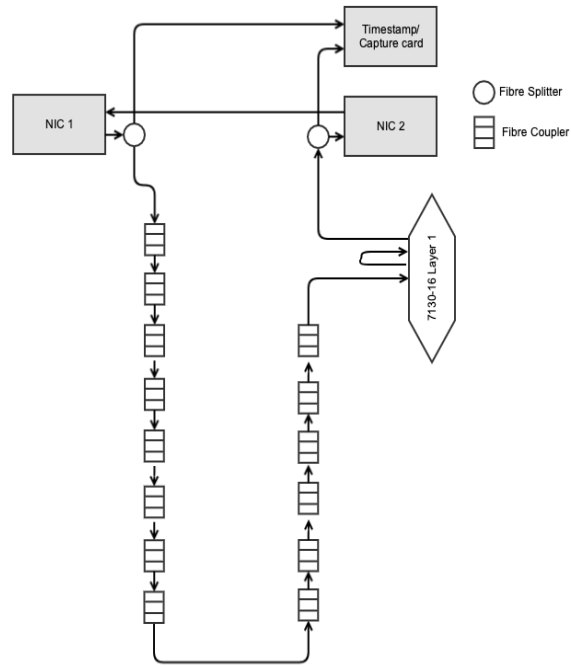 Timestamp/
Capture card
NIC 1
NIC 2
Fibre Splitter
Fibre Coupler
7130-16 Layer 1